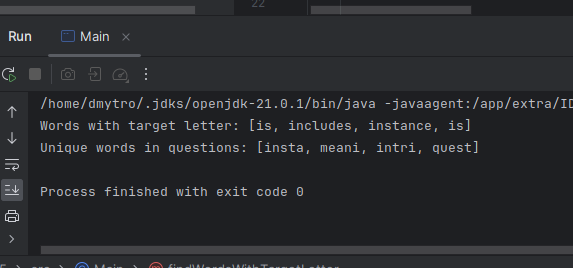 22
Run Main
/home/dmytro/.jdks/openjdk-21.0.1/bin/java -javaagent:/app/extra/ID
Words with target letter: [is, includes, instance, is]
Unique words in questions: [insta, meani, intri, quest]
Process finished with exit code 0
src > Main > findWordsWithTargetLetter